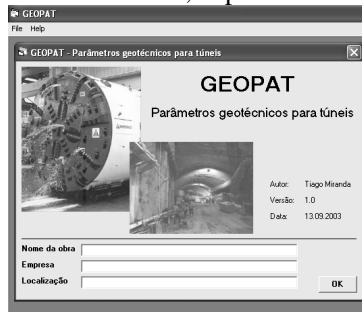 GEOPAT
File Help
GEOPAT - Parâmetros geotécnicos para túneis
GEOPAT
Parâmetros geotécnicos para túneis
Autor: Tiago Miranda
Versão: 1.0
Data: 13.09.2003
Nome da obra
Empresa
Localização
OK